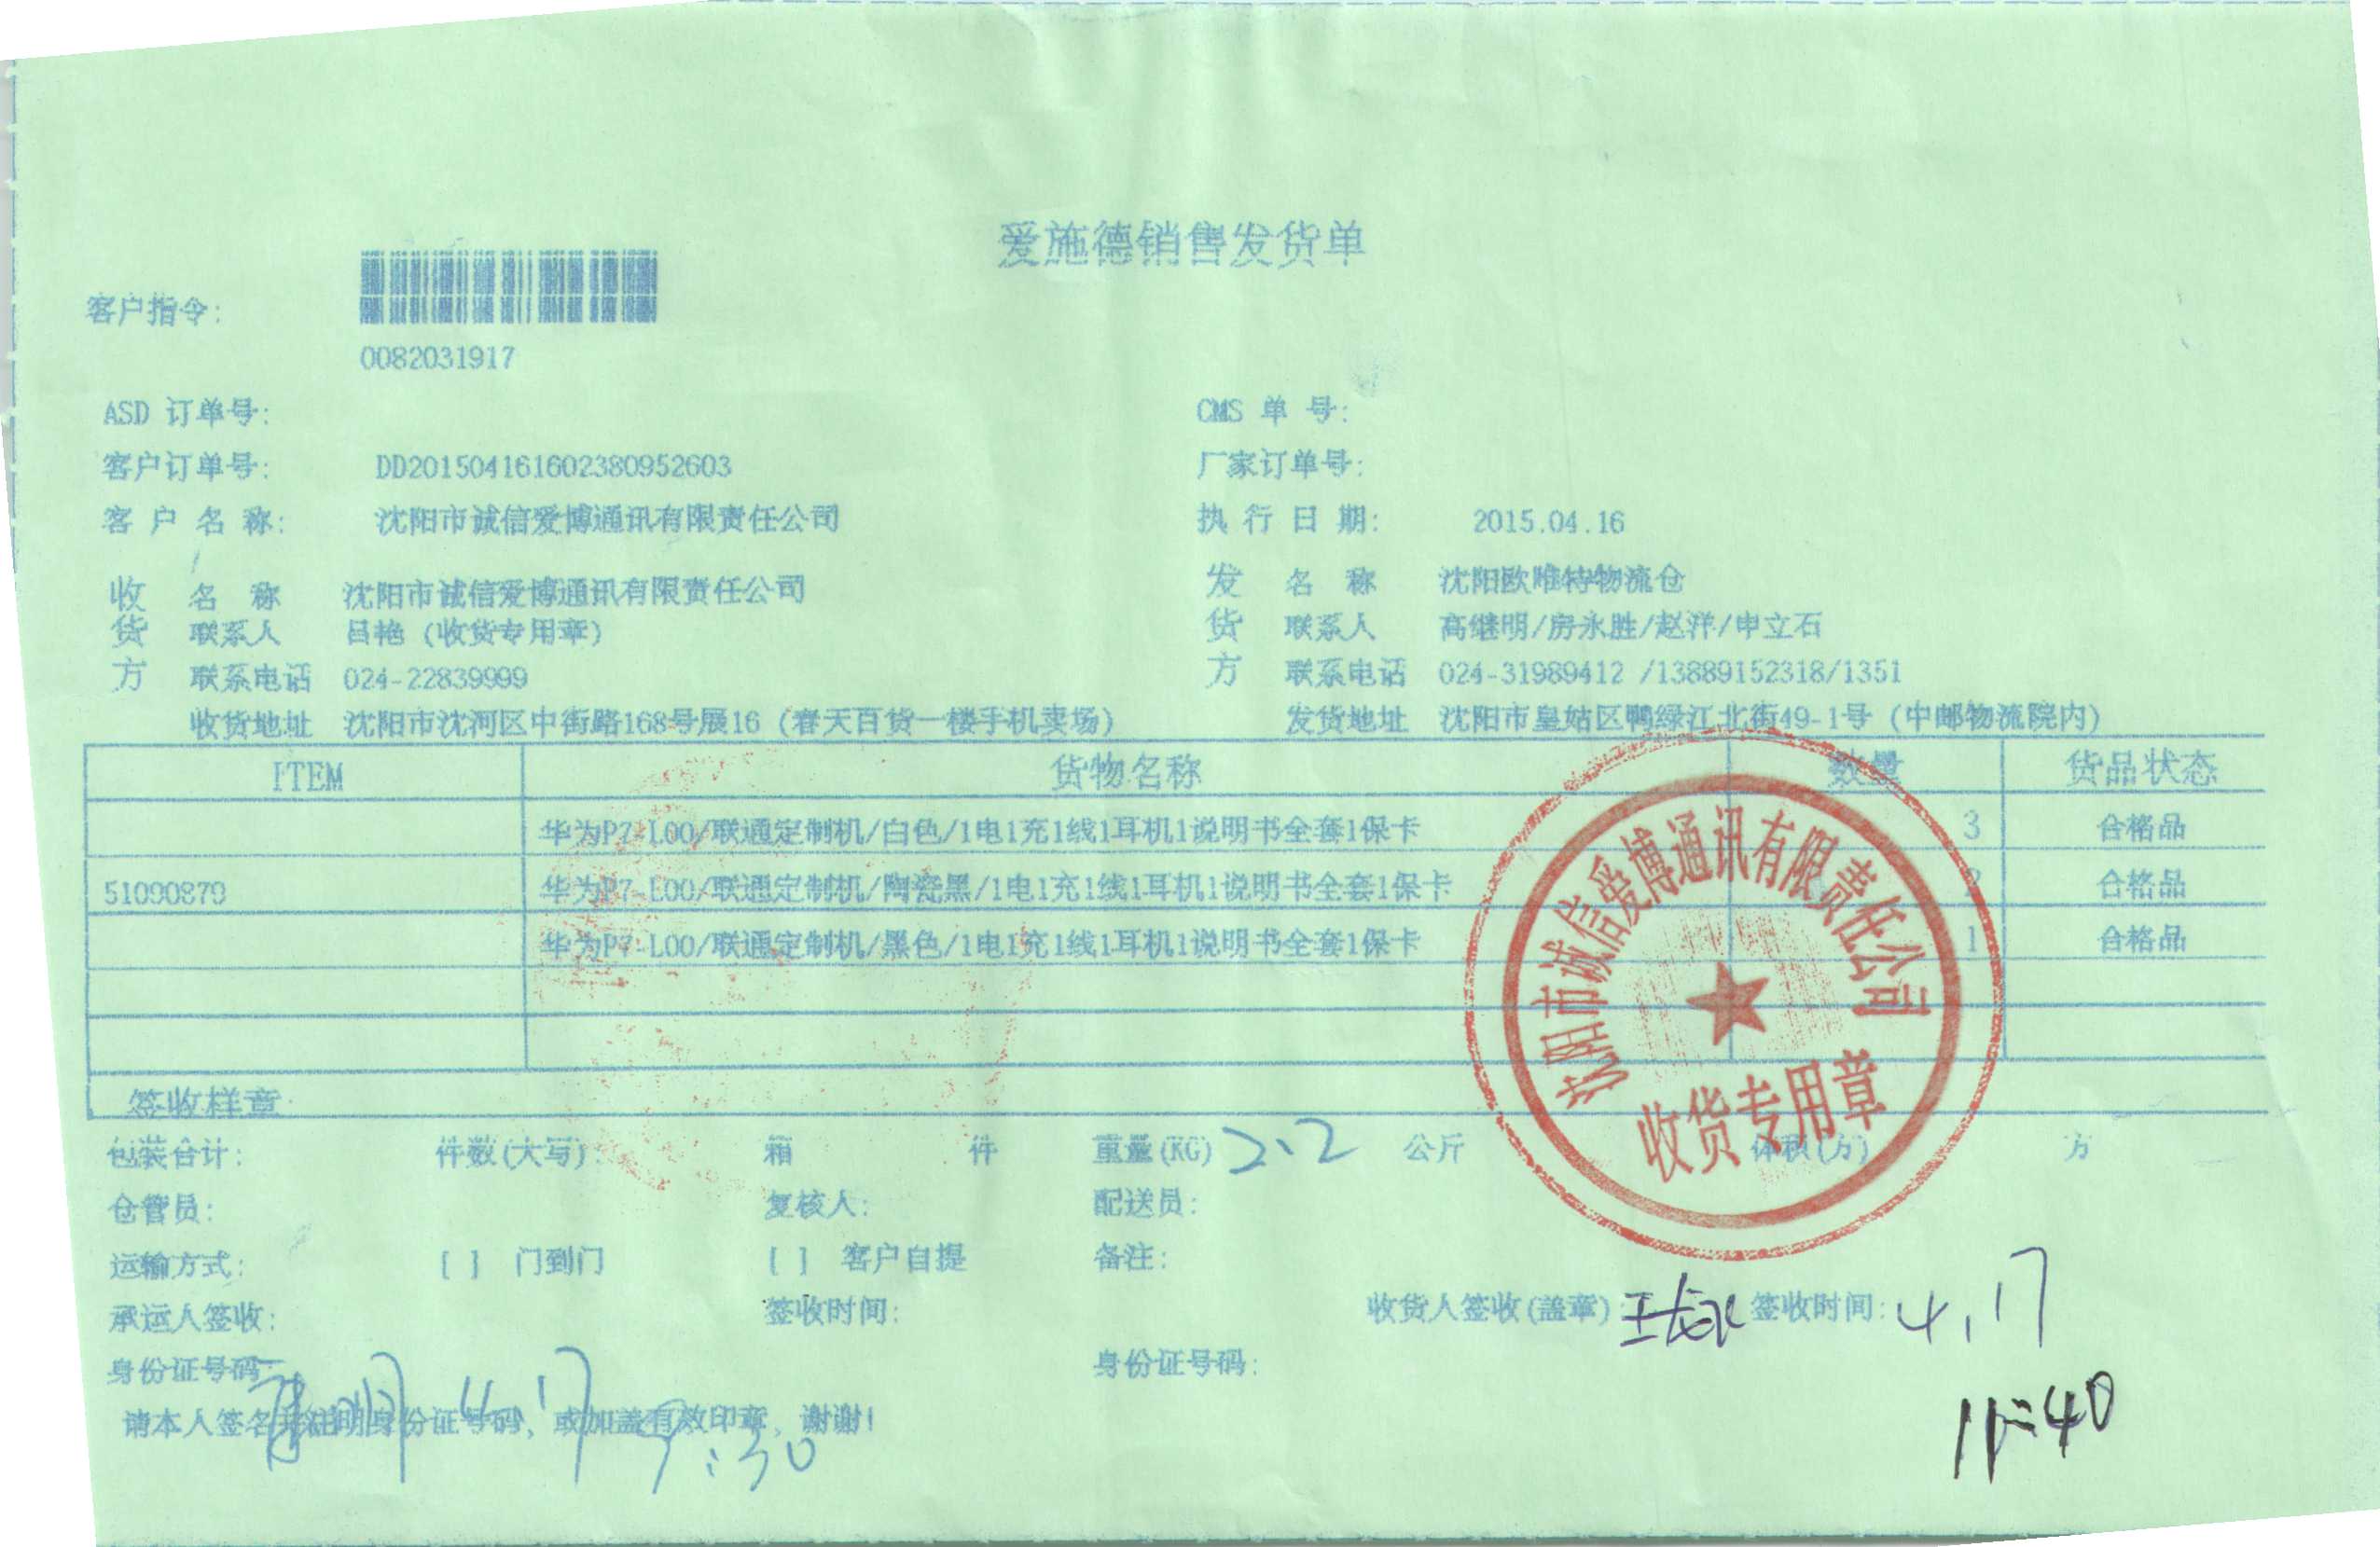 爱施德销售发货单
客户指令:
0082031917
ASD 订单号:
CMS 单 号:
客户订单号: DD20150416160238095​2603
厂家订单号:
客 户 名 称: 沈阳市诚信爱博通讯有限责任公司
执 行 日 期: 2015.04.16
收货方
名 称 沈阳市诚信爱博通讯有限责任公司
联系人 吕艳 (收货专用章)
联系电话 024-22839999
收货地址 沈阳市沈河区中街路168号展16 (春天百货一楼手机卖场)
发货方
名 称 沈阳欧唯特物流仓
联系人 高继明/房永胜/赵洋/申立石
联系电话 024-31989412 /13889152318/1351
发货地址 沈阳市皇姑区鸭绿江北街49-1号 (中邮物流院内)
ITEM 货物名称 数量 货品状态
华为P7-L00/联通定制机/白色/1电1充1线1耳机1说明书全套1保卡 3 合格品
51090879 华为P7-L00/联通定制机/陶瓷黑/1电1充1线1耳机1说明书全套1保卡 2 合格品
华为P7-L00/联通定制机/黑色/1电1充1线1耳机1说明书全套1保卡 1 合格品
沈阳市诚信爱博通讯有限责任公司
收货专用章
签收样章
包装合计: 件数(大写): 箱 件 重量(KG) 2.2 公斤 体积(方) 方
仓管员: 复核人: 配送员:
运输方式: [ ] 门到门 [ ] 客户自提 备注:
承运人签收: 签收时间: 收货人签收(盖章) 签收时间: 4.17
11:40
身份证号码: 身份证号码:
4.17 9:30
请本人签名并注明身份证号码, 或加盖有效印章, 谢谢!